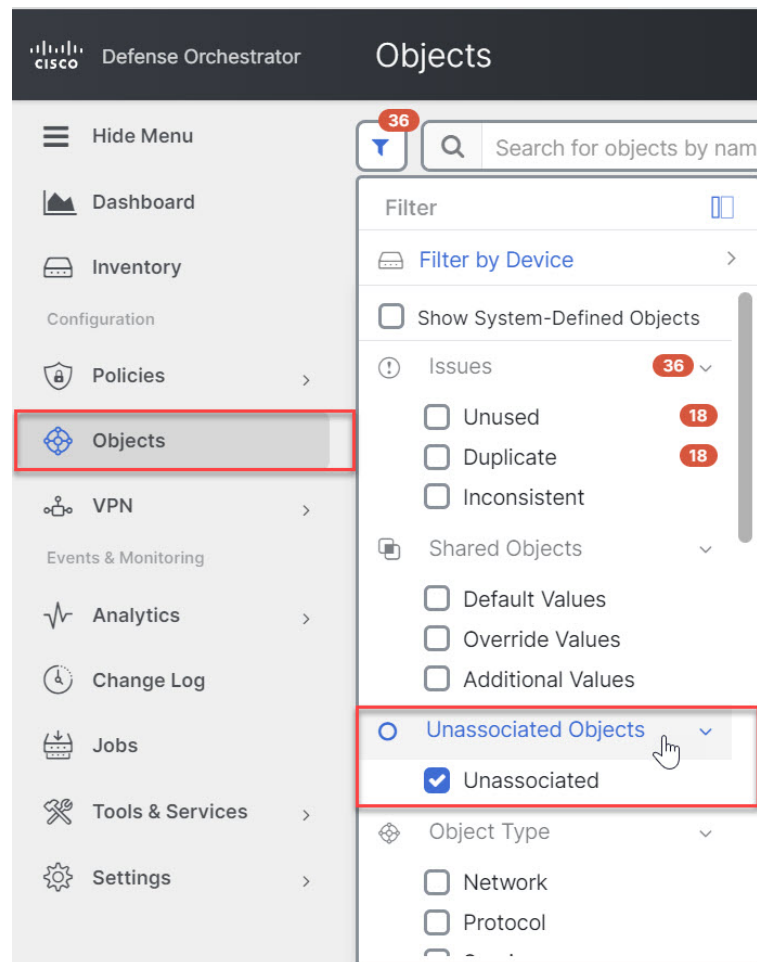 CISCO Defense Orchestrator
Objects
Hide Menu
Dashboard
Inventory
Configuration
Policies
Objects
VPN
Events & Monitoring
Analytics
Change Log
Jobs
Tools & Services
Settings
36
Search for objects by nam
Filter
Filter by Device
Show System-Defined Objects
Issues 36
Unused 18
Duplicate 18
Inconsistent
Shared Objects
Default Values
Override Values
Additional Values
Unassociated Objects
Unassociated
Object Type
Network
Protocol